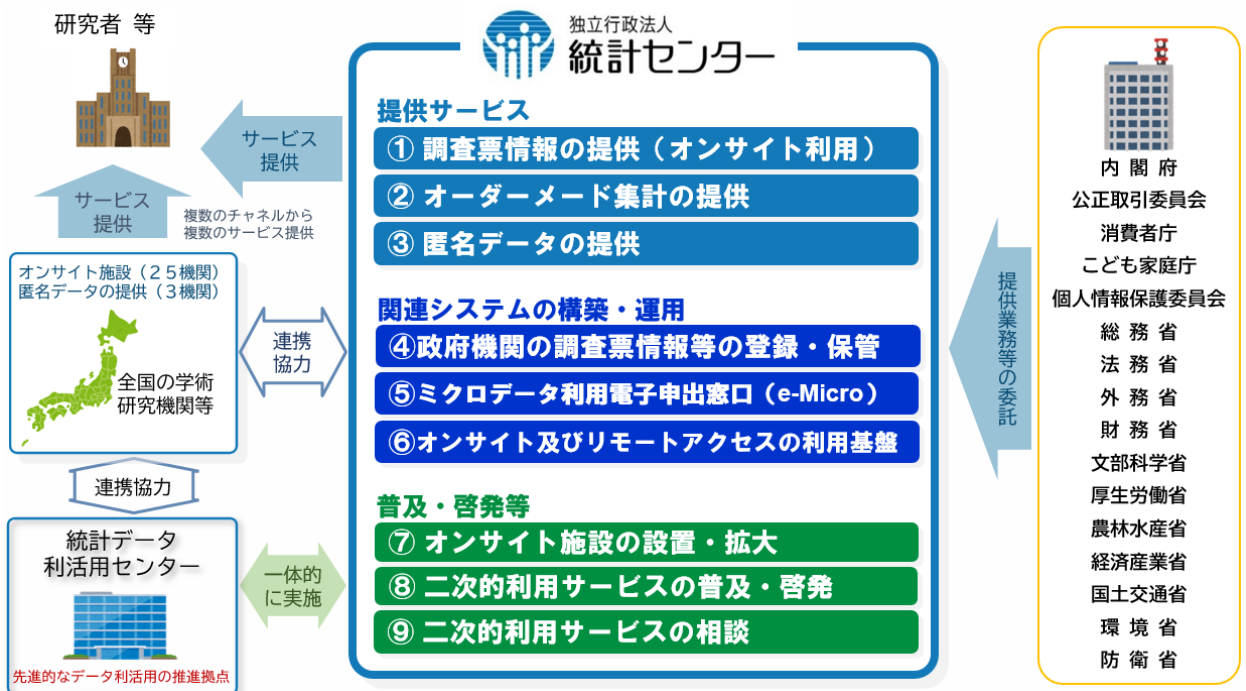 研究者 等
サービス
提供
サービス
提供
複数のチャネルから
複数のサービス提供
オンサイト施設（２５機関）
匿名データの提供（３機関）
全国の学術
研究機関等
連携
協力
連携協力
統計データ
利活用センター
先進的なデータ利活用の推進拠点
一体的
に実施
独立行政法人
統計センター
提供サービス
① 調査票情報の提供（オンサイト利用）
② オーダーメード集計の提供
③ 匿名データの提供
関連システムの構築・運用
④政府機関の調査票情報等の登録・保管
⑤ミクロデータ利用電子申出窓口（e-Micro）
⑥オンサイト及びリモートアクセスの利用基盤
普及・啓発等
⑦ オンサイト施設の設置・拡大
⑧ 二次的利用サービスの普及・啓発
⑨ 二次的利用サービスの相談
提供業務等の委託
内 閣 府
公正取引委員会
消費者庁
こども家庭庁
個人情報保護委員会
総 務 省
法 務 省
外 務 省
財 務 省
文部科学省
厚生労働省
農林水産省
経済産業省
国土交通省
環 境 省
防 衛 省